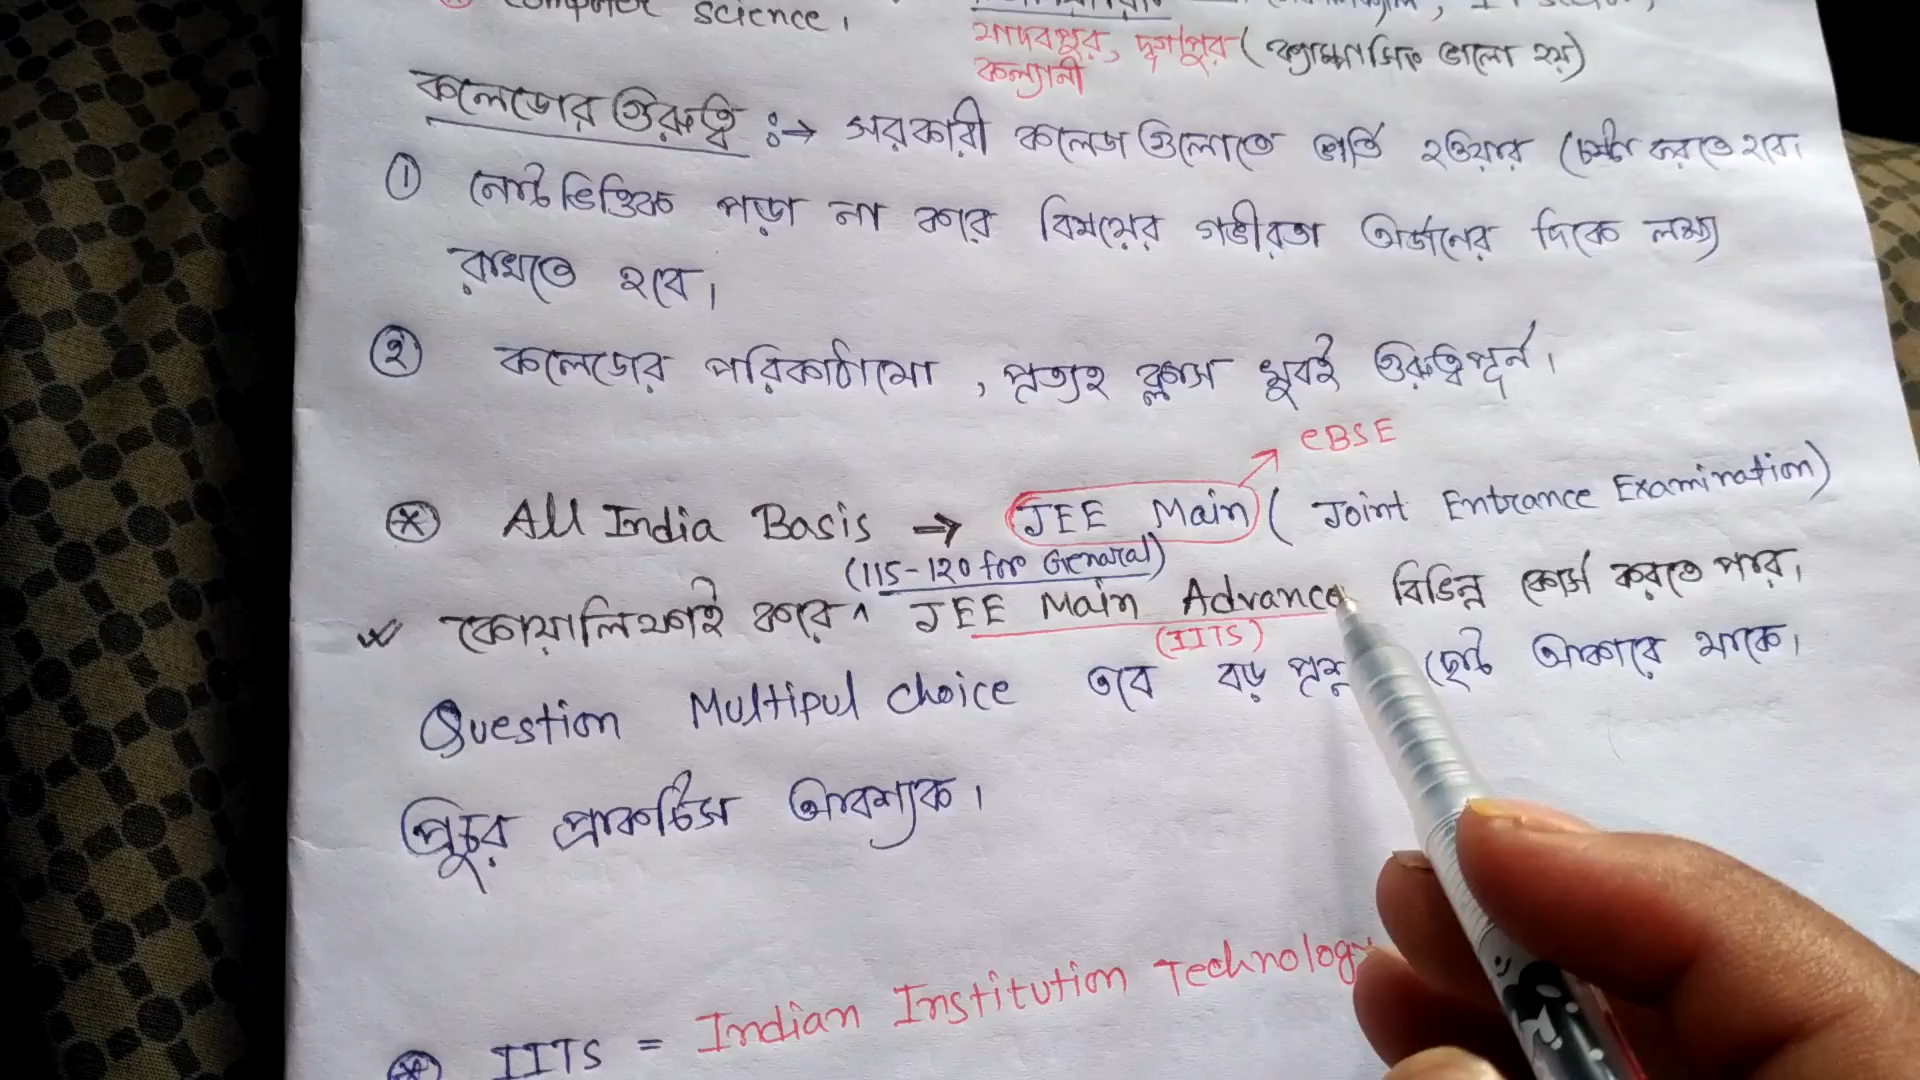 Computer Science.
যাদবপুর, দূর্গাপুর ( ক্যাম্পাসিং ভালো হয়)
কল্যানী
কলেজের গুরুত্ব :→ সরকারী কলেজ গুলোতে ভর্তি হওয়ার চেষ্টা করতে হবে।
① নোট ভিত্তিক পড়া না করে বিষয়ের গভীরতা অর্জনের দিকে লক্ষ্য
রাখতে হবে।
② কলেজের পরিকাঠামো , প্রত্যহ ক্লাস খুবই গুরুত্বপূর্ন।
CBSE
All India Basis → JEE Main ( Joint Entrance Examination)
(115-120 for General)
কোয়ালিফাই করে ^ JEE Main Advance বিভিন্ন কোর্স করতে পারে।
(IITS)
Question Multipul choice তবে বড় প্রশ্ন ছোট আকারে থাকে।
প্রচুর প্রাকটিস আবশ্যক।
IITS = Indian Institution Technology